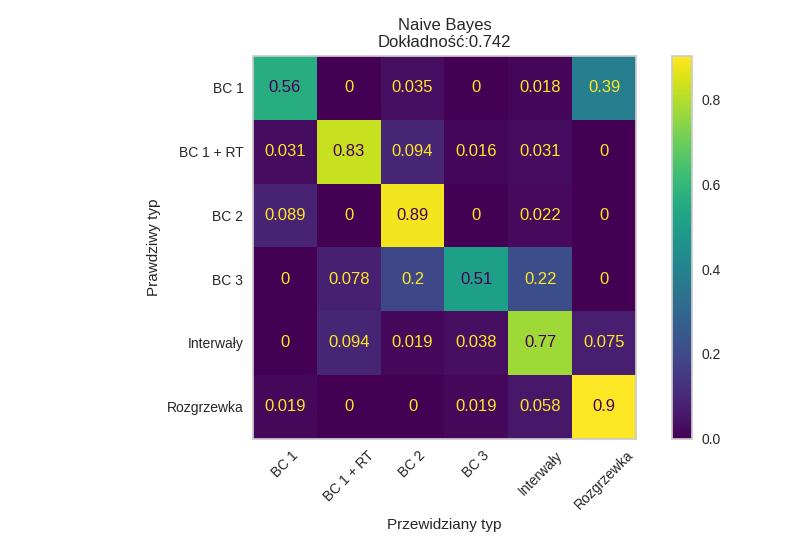 Naive Bayes
Dokładność:0.742
BC 1 0.56 0 0.035 0 0.018 0.39
BC 1 + RT 0.031 0.83 0.094 0.016 0.031 0
BC 2 0.089 0 0.89 0 0.022 0
BC 3 0 0.078 0.2 0.51 0.22 0
Interwały 0 0.094 0.019 0.038 0.77 0.075
Rozgrzewka 0.019 0 0 0.019 0.058 0.9
BC 1 BC 1 + RT BC 2 BC 3 Interwały Rozgrzewka
Przewidziany typ
Prawdziwy typ
0.8
0.6
0.4
0.2
0.0